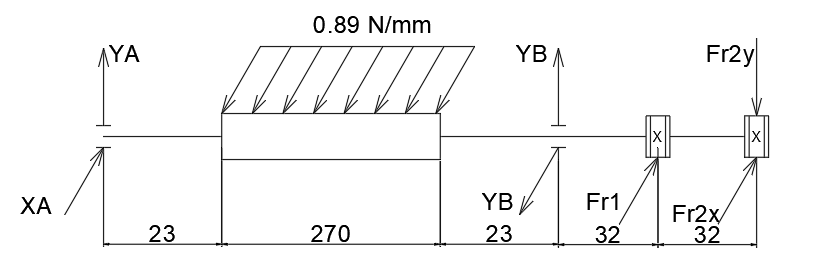 0.89 N/mm
YA
YB
Fr2y
X
X
XA
YB
Fr1
Fr2x
23
270
23
32
32